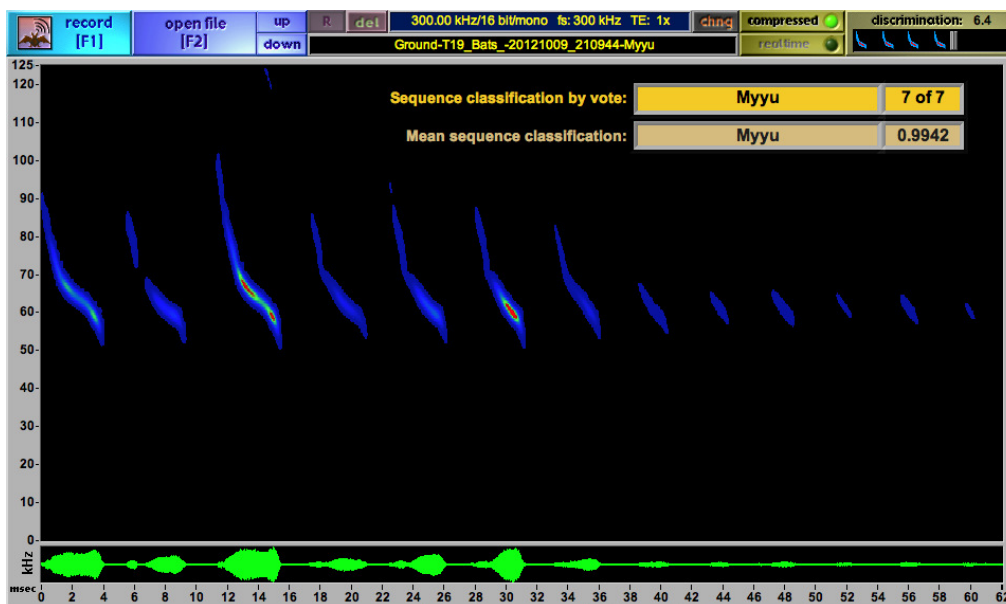 record
[F1]
open file
[F2]
up
down
R
del
300.00 kHz/16 bit/mono fs: 300 kHz TE: 1x
Ground-T19_Bats_-20121009_210944-Myyu
chng
compressed
realtime
discrimination: 6.4
Sequence classification by vote: Myyu 7 of 7
Mean sequence classification: Myyu 0.9942
125
120
110
100
90
80
70
60
50
40
30
20
10
0
kHz
msec 0 2 4 6 8 10 12 14 16 18 20 22 24 26 28 30 32 34 36 38 40 42 44 46 48 50 52 54 56 58 60